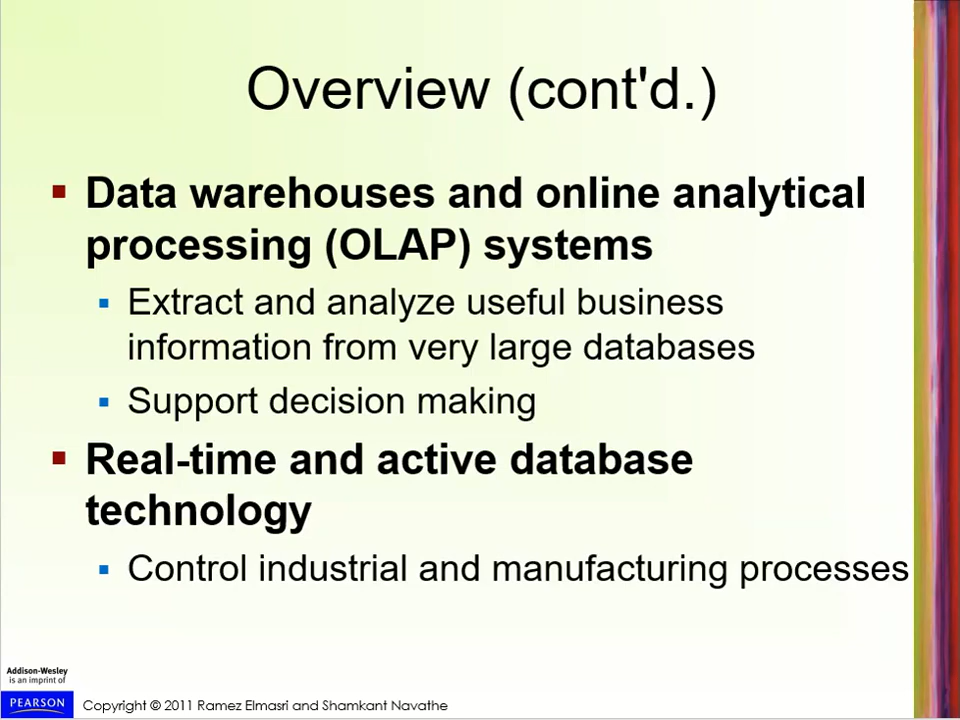 Overview (cont'd.)
Data warehouses and online analytical
processing (OLAP) systems
Extract and analyze useful business
information from very large databases
Support decision making
Real-time and active database
technology
Control industrial and manufacturing processes
Addison-Wesley
is an imprint of
PEARSON
Copyright © 2011 Ramez Elmasri and Shamkant Navathe